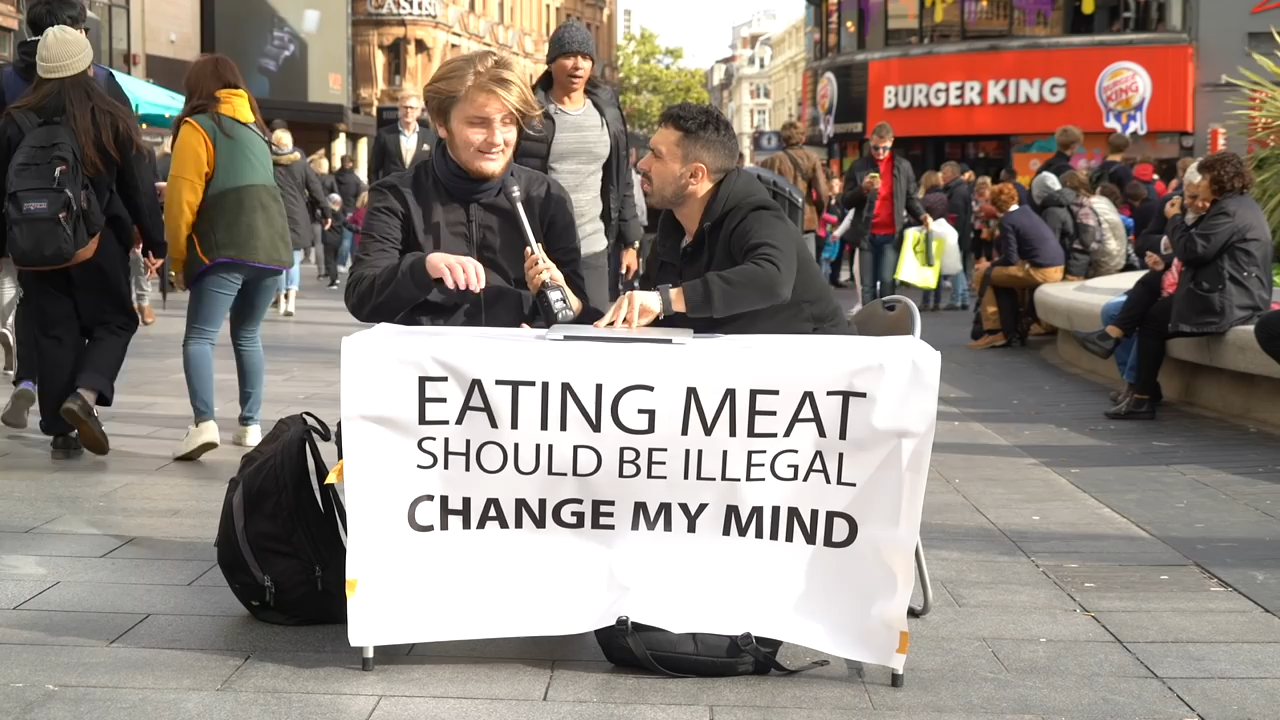 CASIN
BURGER KING
BURGER
KING
EATING MEAT
SHOULD BE ILLEGAL
CHANGE MY MIND